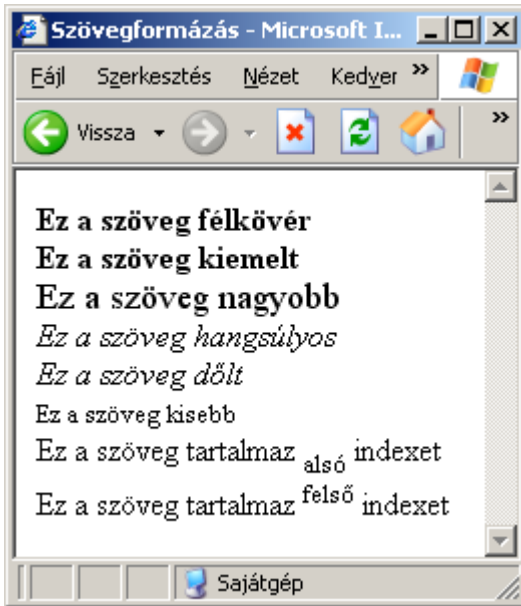 Szövegformázás - Microsoft I...
Fájl Szerkesztés Nézet Kedver »
Vissza »
Ez a szöveg félkövér
Ez a szöveg kiemelt
Ez a szöveg nagyobb
Ez a szöveg hangsúlyos
Ez a szöveg dőlt
Ez a szöveg kisebb
Ez a szöveg tartalmaz alsó indexet
Ez a szöveg tartalmaz felső indexet
Sajátgép